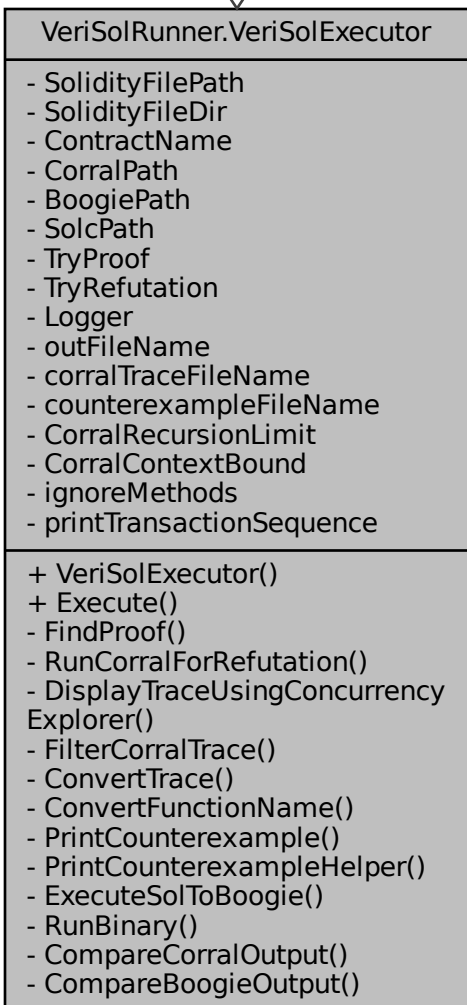 VeriSolRunner.VeriSolExecutor
- SolidityFilePath
- SolidityFileDir
- ContractName
- CorralPath
- BoogiePath
- SolcPath
- TryProof
- TryRefutation
- Logger
- outFileName
- corralTraceFileName
- counterexampleFileName
- CorralRecursionLimit
- CorralContextBound
- ignoreMethods
- printTransactionSequence
+ VeriSolExecutor()
+ Execute()
- FindProof()
- RunCorralForRefutation()
- DisplayTraceUsingConcurrency
Explorer()
- FilterCorralTrace()
- ConvertTrace()
- ConvertFunctionName()
- PrintCounterexample()
- PrintCounterexampleHelper()
- ExecuteSolToBoogie()
- RunBinary()
- CompareCorralOutput()
- CompareBoogieOutput()